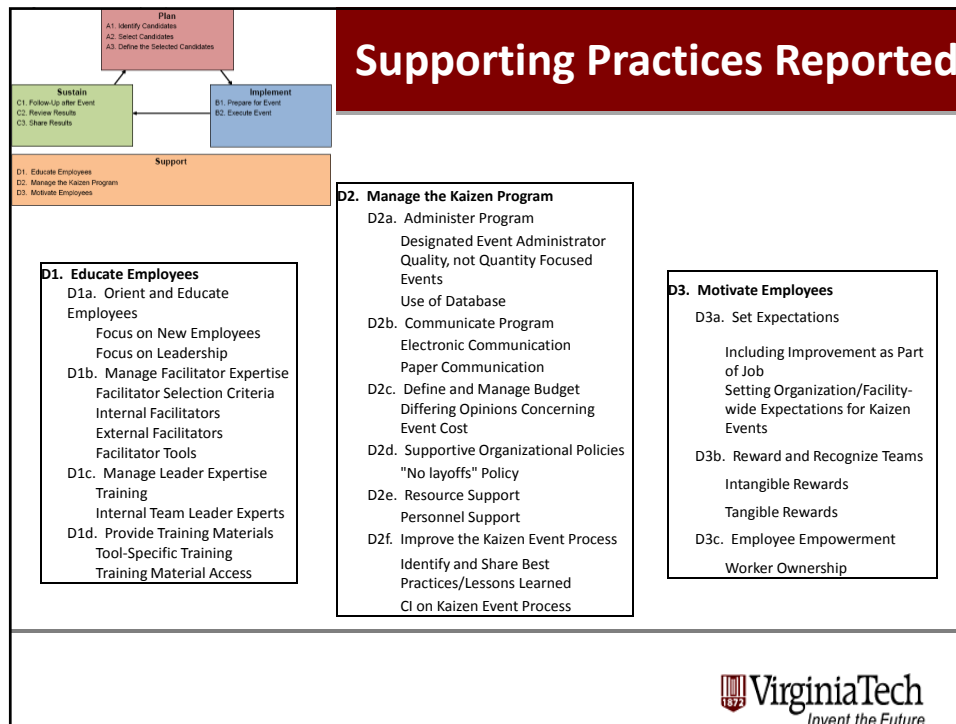 Plan
A1. Identify Candidates
A2. Select Candidates
A3. Define the Selected Candidates
Sustain
C1. Follow-Up after Event
C2. Review Results
C3. Share Results
Implement
B1. Prepare for Event
B2. Execute Event
Support
D1. Educate Employees
D2. Manage the Kaizen Program
D3. Motivate Employees
Supporting Practices Reported
D1. Educate Employees
D1a. Orient and Educate
Employees
Focus on New Employees
Focus on Leadership
D1b. Manage Facilitator Expertise
Facilitator Selection Criteria
Internal Facilitators
External Facilitators
Facilitator Tools
D1c. Manage Leader Expertise
Training
Internal Team Leader Experts
D1d. Provide Training Materials
Tool-Specific Training
Training Material Access
D2. Manage the Kaizen Program
D2a. Administer Program
Designated Event Administrator
Quality, not Quantity Focused
Events
Use of Database
D2b. Communicate Program
Electronic Communication
Paper Communication
D2c. Define and Manage Budget
Differing Opinions Concerning
Event Cost
D2d. Supportive Organizational Policies
"No layoffs" Policy
D2e. Resource Support
Personnel Support
D2f. Improve the Kaizen Event Process
Identify and Share Best
Practices/Lessons Learned
CI on Kaizen Event Process
D3. Motivate Employees
D3a. Set Expectations
Including Improvement as Part
of Job
Setting Organization/Facility-
wide Expectations for Kaizen
Events
D3b. Reward and Recognize Teams
Intangible Rewards
Tangible Rewards
D3c. Employee Empowerment
Worker Ownership
1872 VirginiaTech
Invent the Future